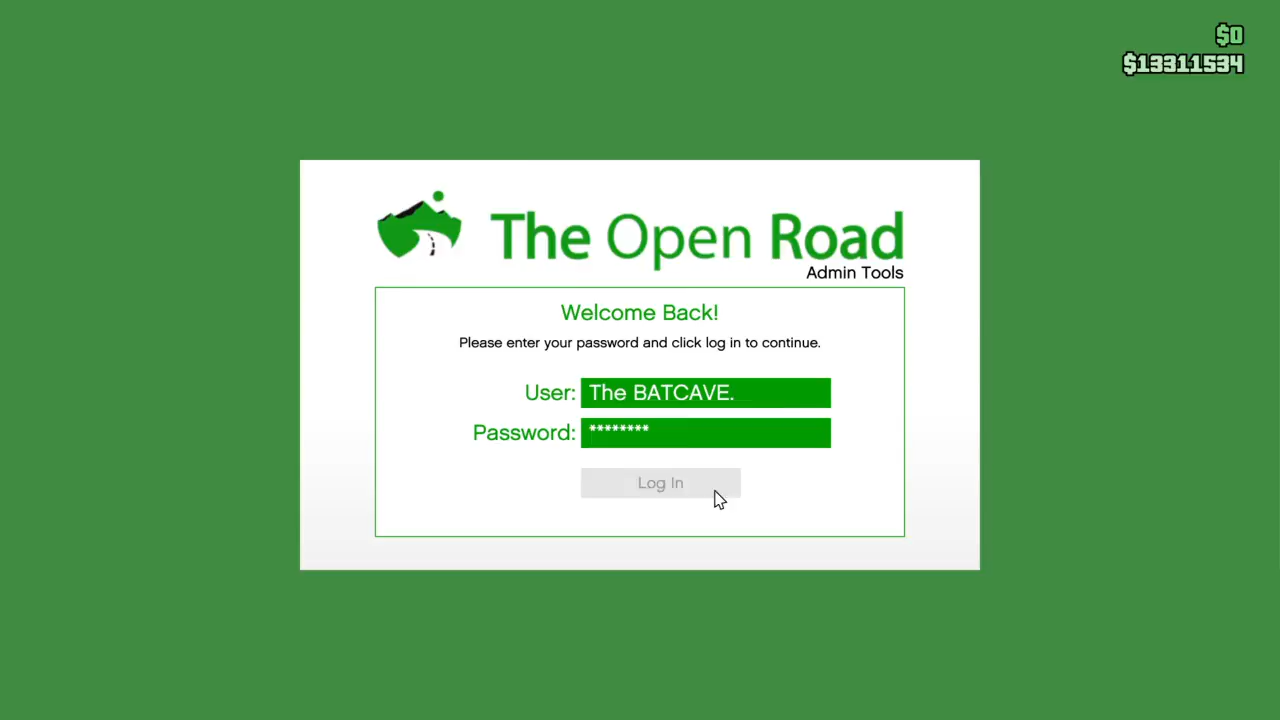 $0
$13311534
The Open Road
Admin Tools
Welcome Back!
Please enter your password and click log in to continue.
User: The BATCAVE.
Password: ********
Log In